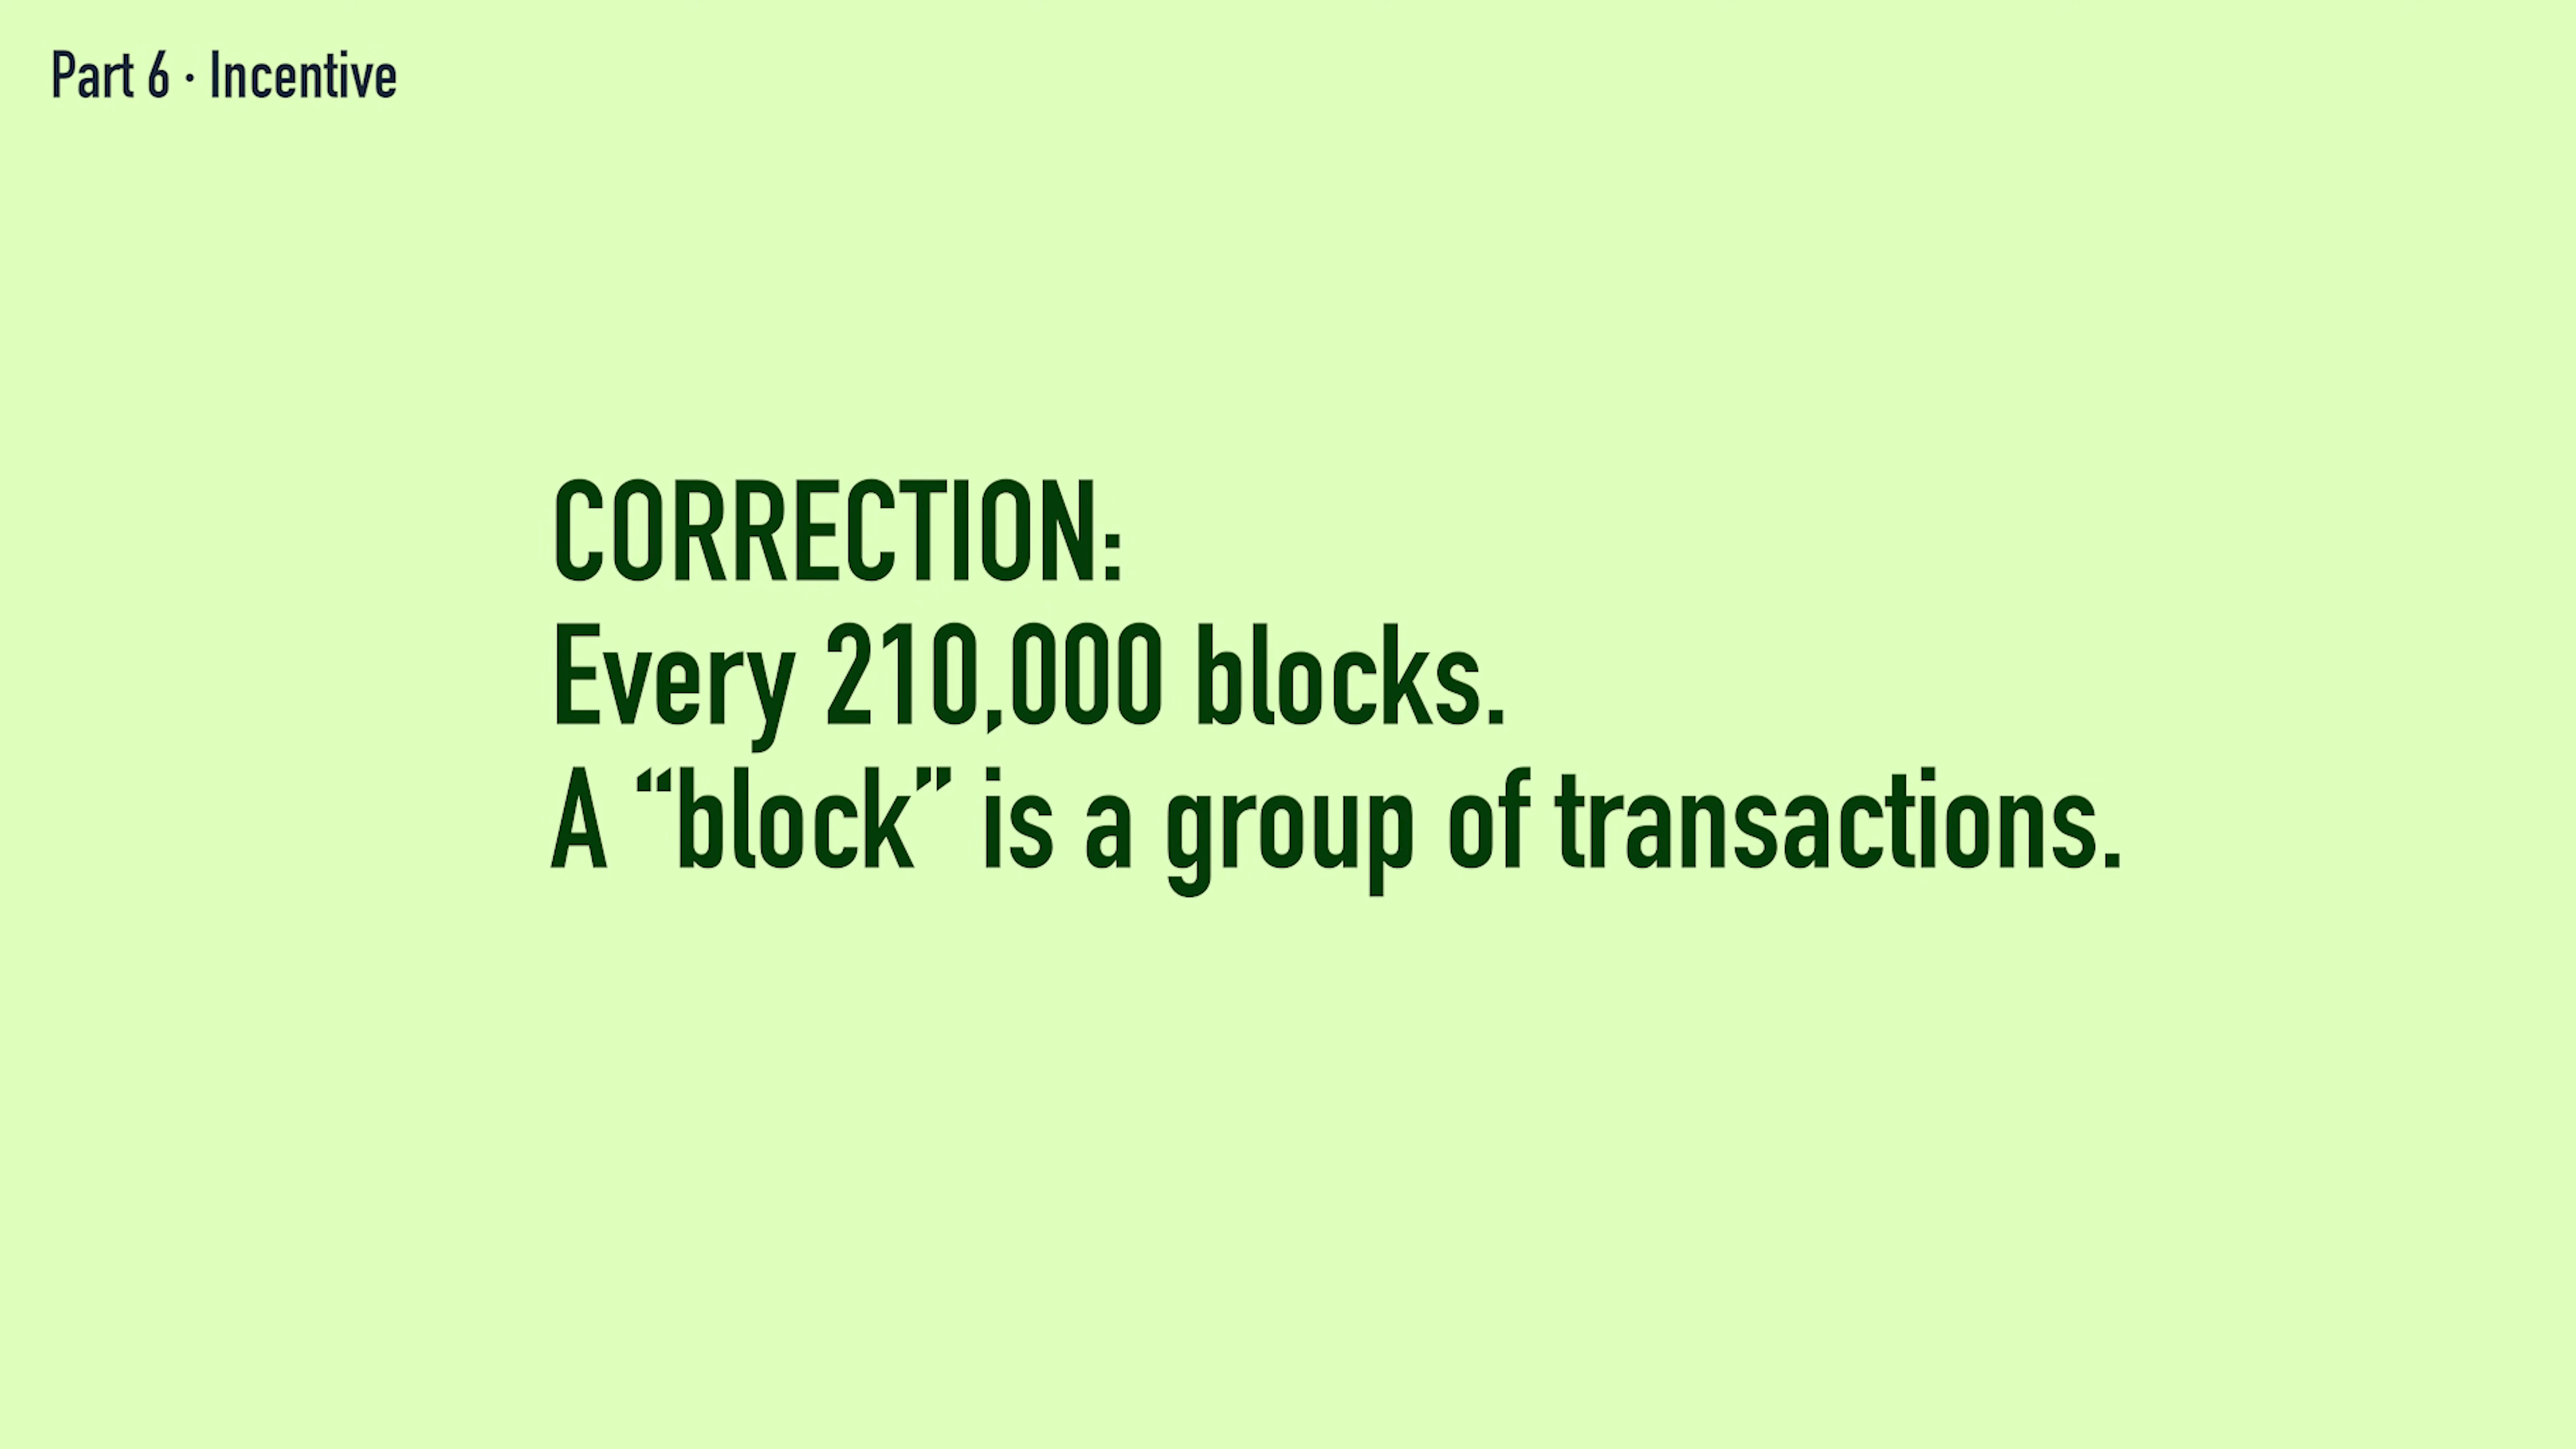 Part 6 · Incentive
CORRECTION:
Every 210,000 blocks.
A “block” is a group of transactions.